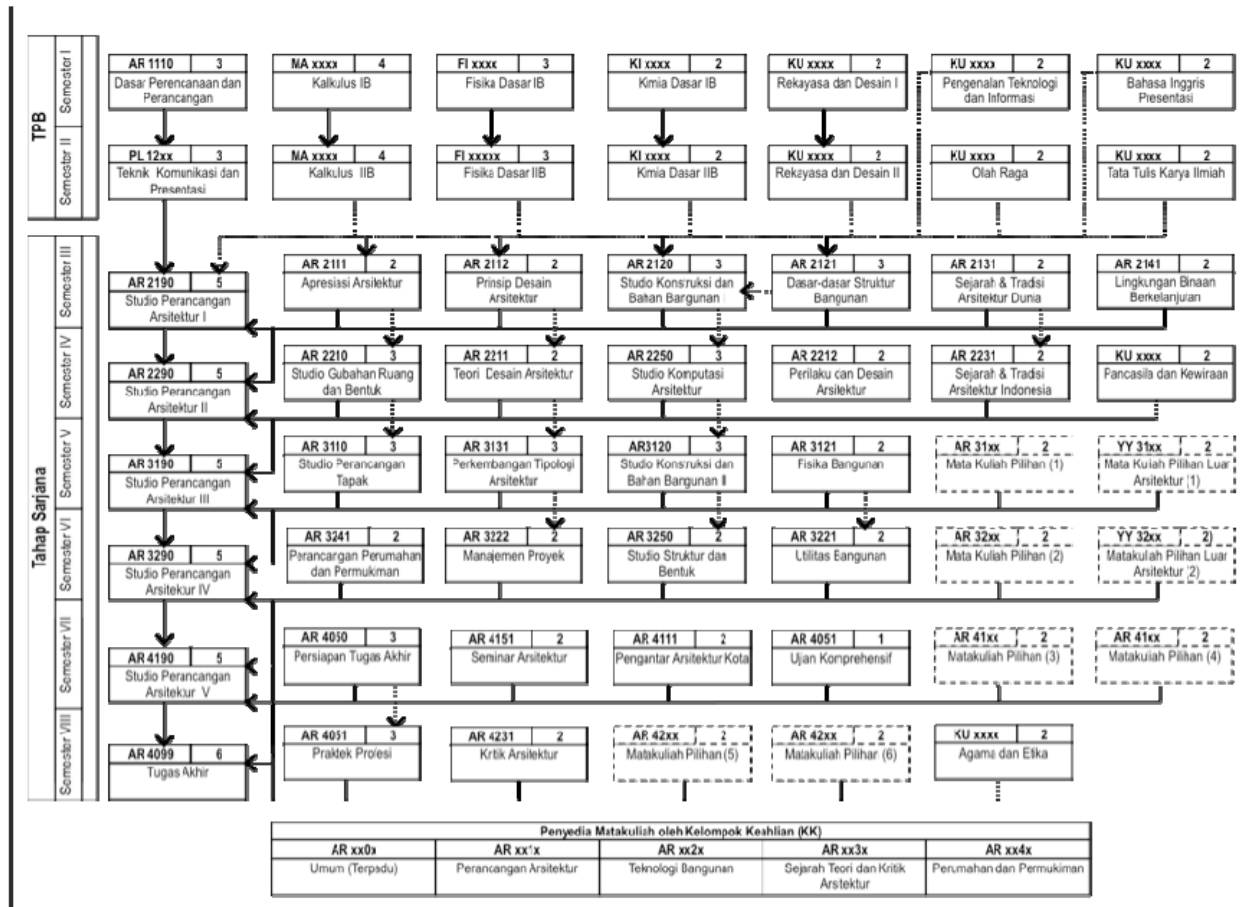 TPB
Semester I
AR 1110 3
Dasar Perencanaan dan
Perancangan
MA xxxx 4
Kalkulus IB
FI xxxx 3
Fisika Dasar IB
KI xxxx 2
Kimia Dasar IB
KU xxxx 2
Rekayasa dan Desain I
KU xxxx 2
Pengenalan Teknologi
dan Informasi
KU xxxx 2
Bahasa Inggris
Presentasi
Semester II
PL 12xx 3
Teknik Komunikasi dan
Presentasi
MA xxxx 4
Kalkulus IIB
FI xxxxx 3
Fisika Dasar IIB
KI xxxx 2
Kimia Dasar IIB
KU xxxx 2
Rekayasa dan Desain II
KU xxxx 2
Olah Raga
KU xxxx 2
Tata Tulis Karya Ilmiah
Tahap Sarjana
Semester III
AR 2190 5
Studio Perancangan
Arsitektur I
AR 2111 2
Apresiasi Arsitektur
AR 2112 2
Prinsip Desain
Arsitektur
AR 2120 3
Studio Konstruksi dan
Bahan Bangunan I
AR 2121 3
Dasar-dasar Struktur
Bangunan
AR 2131 2
Sejarah & Tradisi
Arsitektur Dunia
AR 2141 2
Lingkungan Binaan
Berkelanjutan
Semester IV
AR 2290 5
Studio Perancangan
Arsitektur II
AR 2210 3
Studio Gubahan Ruang
dan Bentuk
AR 2211 2
Teori Desain Arsitektur
AR 2250 3
Studio Komputasi
Arsitektur
AR 2212 2
Perilaku dan Desain
Arsitektur
AR 2231 2
Sejarah & Tradisi
Arsitektur Indonesia
KU xxxx 2
Pancasila dan Kewiraan
Semester V
AR 3190 5
Studio Perancangan
Arsitektur III
AR 3110 3
Studio Perancangan
Tapak
AR 3131 3
Perkembangan Tipologi
Arsitektur
AR3120 3
Studio Konstruksi dan
Bahan Bangunan II
AR 3121 2
Fisika Bangunan
AR 31xx 2
Mata Kuliah Pilihan (1)
YY 31xx 2
Mata Kuliah Pilihan Luar
Arsitektur (1)
Semester VI
AR 3290 5
Studio Perancangan
Arsitektur IV
AR 3241 2
Perancangan Perumahan
dan Permukiman
AR 3222 2
Manajemen Proyek
AR 3250 2
Studio Struktur dan
Bentuk
AR 3221 2
Utilitas Bangunan
AR 32xx 2
Mata Kuliah Pilihan (2)
YY 32xx 2)
Matakuliah Pilihan Luar
Arsitektur (2)
Semester VII
AR 4190 5
Studio Perancangan
Arsitektur V
AR 4050 3
Persiapan Tugas Akhir
AR 4151 2
Seminar Arsitektur
AR 4111 2
Pengantar Arsitektur Kota
AR 4051 1
Ujian Komprehensif
AR 41xx 2
Matakuliah Pilihan (3)
AR 41xx 2
Matakuliah Pilihan (4)
Semester VIII
AR 4099 6
Tugas Akhir
AR 4051 3
Praktek Profesi
AR 4231 2
Kritik Arsitektur
AR 42xx 2
Matakuliah Pilihan (5)
AR 42xx 2
Matakuliah Pilihan (6)
KU xxxx 2
Agama dan Etika
Penyedia Matakuliah oleh Kelompok Keahlian (KK)
AR xx0x AR xx1x AR xx2x AR xx3x AR xx4x
Umum (Terpadu) Perancangan Arsitektur Teknologi Bangunan Sejarah Teori dan Kritik Perumahan dan Permukiman
Arsitektur